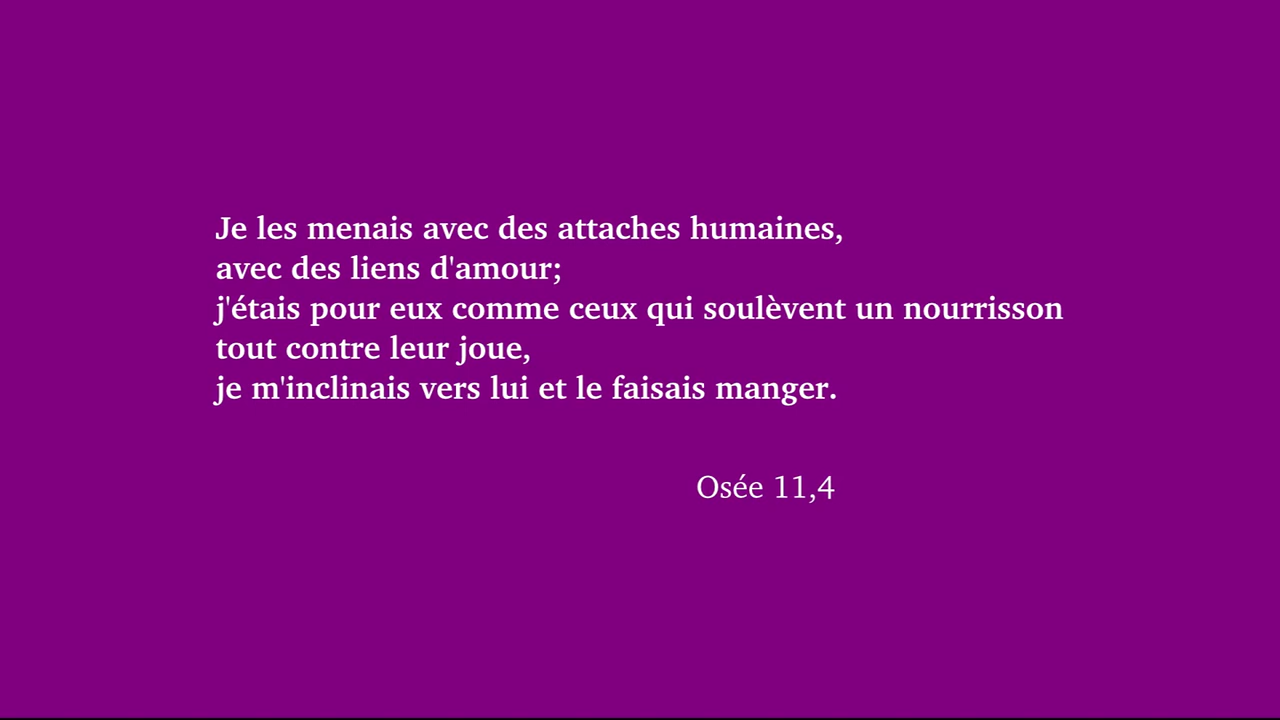 Je les menais avec des attaches humaines,
avec des liens d'amour;
j'étais pour eux comme ceux qui soulèvent un nourrisson
tout contre leur joue,
je m'inclinais vers lui et le faisais manger.
Osée 11,4